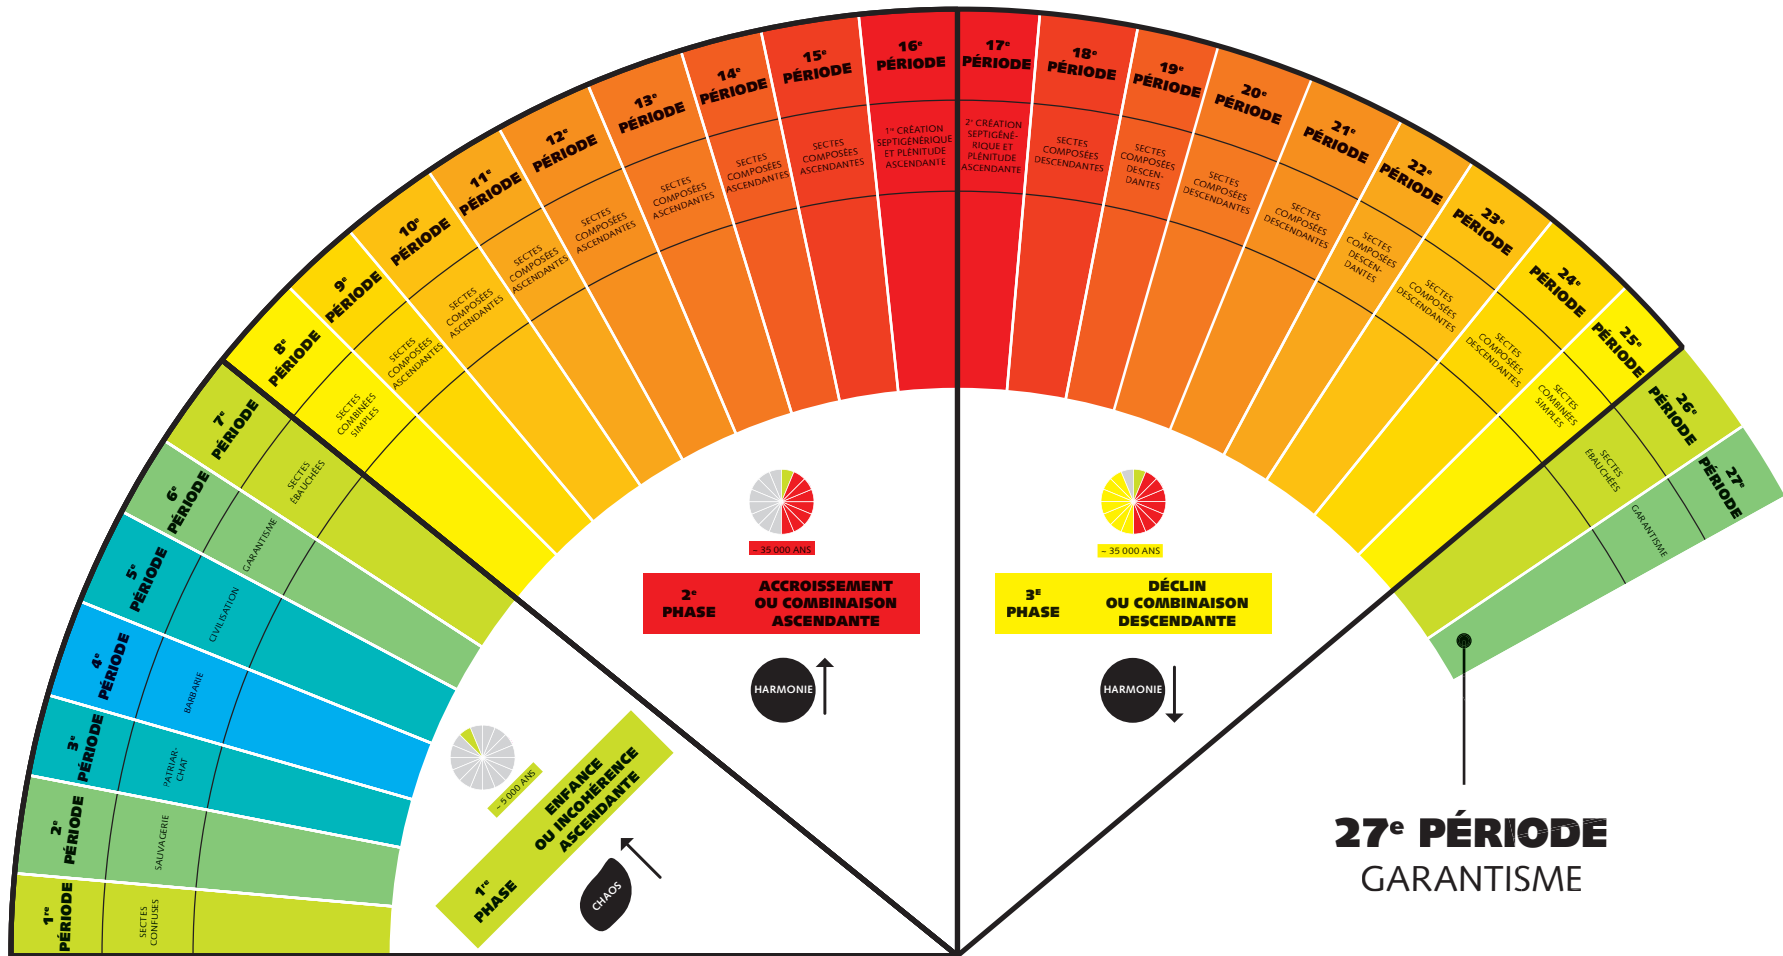 1re
PÉRIODE
SECTES
CONFUSES
2e
PÉRIODE
SAUVAGERIE
3e
PÉRIODE
PATRIAR-
CHAT
4e
PÉRIODE
BARBARIE
5e
PÉRIODE
CIVILISATION
6e
PÉRIODE
GARANTISME
7e
PÉRIODE
SECTES
ÉBAUCHÉES
8e
PÉRIODE
SECTES
COMBINÉES
SIMPLES
9e
PÉRIODE
SECTES
COMPOSÉES
ASCENDANTES
10e
PÉRIODE
SECTES
COMPOSÉES
ASCENDANTES
11e
PÉRIODE
SECTES
COMPOSÉES
ASCENDANTES
12e
PÉRIODE
SECTES
COMPOSÉES
ASCENDANTES
13e
PÉRIODE
SECTES
COMPOSÉES
ASCENDANTES
14e
PÉRIODE
SECTES
COMPOSÉES
ASCENDANTES
15e
PÉRIODE
SECTES
COMPOSÉES
ASCENDANTES
16e
PÉRIODE
1re CRÉATION
SEPTIGÉNÉRIQUE
ET PLÉNITUDE
ASCENDANTE
17e
PÉRIODE
2e CRÉATION
SEPTIGÉNÉ-
RIQUE ET
PLÉNITUDE
ASCENDANTE
18e
PÉRIODE
SECTES
COMPOSÉES
DESCENDANTES
19e
PÉRIODE
SECTES
COMPOSÉES
DESCEN-
DANTES
20e
PÉRIODE
SECTES
COMPOSÉES
DESCENDANTES
21e
PÉRIODE
SECTES
COMPOSÉES
DESCENDANTES
22e
PÉRIODE
SECTES
COMPOSÉES
DESCEN-
DANTES
23e
PÉRIODE
SECTES
COMPOSÉES
DESCENDANTES
24e
PÉRIODE
SECTES
COMPOSÉES
DESCENDANTES
25e
PÉRIODE
SECTES
COMBINÉES
SIMPLES
26e
PÉRIODE
SECTES
ÉBAUCHÉES
27e
PÉRIODE
GARANTISME
~ 5 000 ANS
1re
PHASE
ENFANCE
OU INCOHÉRENCE
ASCENDANTE
CHAOS
~ 35 000 ANS
2e
PHASE
ACCROISSEMENT
OU COMBINAISON
ASCENDANTE
HARMONIE
~ 35 000 ANS
3E
PHASE
DÉCLIN
OU COMBINAISON
DESCENDANTE
HARMONIE
27e PÉRIODE
GARANTISME